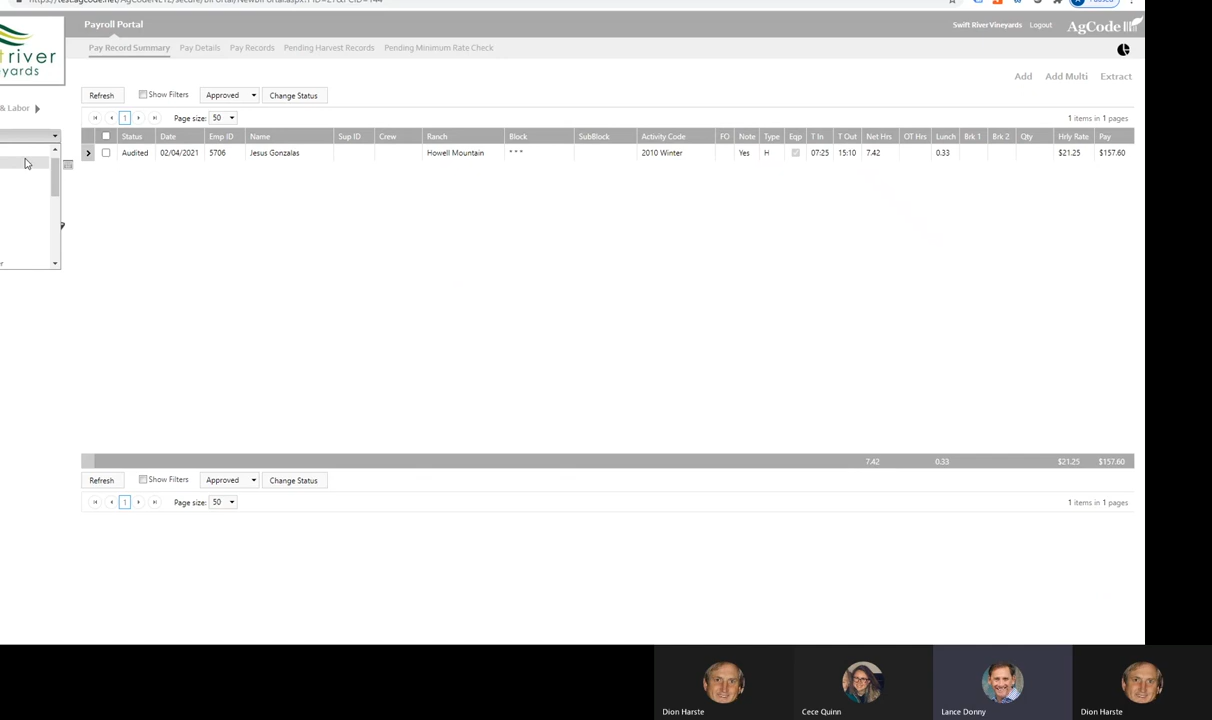 Payroll Portal
Swift River Vineyards Logout AgCode
river
yards
Pay Record Summary Pay Details Pay Records Pending Harvest Records Pending Minimum Rate Check
Add Add Multi Extract
Refresh Show Filters Approved Change Status
& Labor
1 Page size: 50 1 items in 1 pages
Status Date Emp ID Name Sup ID Crew Ranch Block SubBlock Activity Code FO Note Type Eqp T In T Out Net Hrs OT Hrs Lunch Brk 1 Brk 2 Qty Hrly Rate Pay
Audited 02/04/2021 5706 Jesus Gonzalas Howell Mountain *** 2010 Winter Yes H 07:25 15:10 7.42 0.33 $21.25 $157.60
7.42 0.33 $21.25 $157.60
Refresh Show Filters Approved Change Status
1 Page size: 50 1 items in 1 pages
Dion Harste Cece Quinn Lance Donny Dion Harste